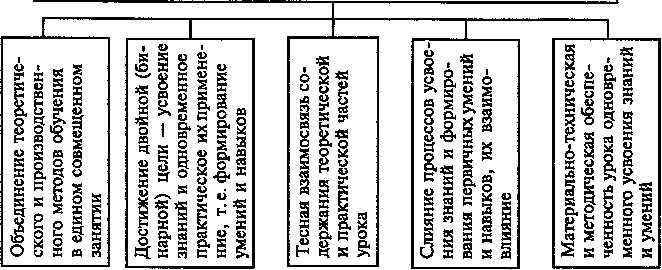 Объединение теоретиче-
ского и производствен-
ного методов обучения
в едином совмещенном
занятии
Достижение двойной (би-
нарной) цели — усвоение
знаний и одновременное
практическое их примене-
ние, т. е. формирование
умений и навыков
Тесная взаимосвязь со-
держания теоретической
и практической частей
урока
Слияние процессов усвое-
ния знаний и формиро-
вания первичных умений
и навыков, их взаимо-
влияние
Материально-техническая
и методическая обеспе-
ченность урока одновре-
менного усвоения знаний
и умений